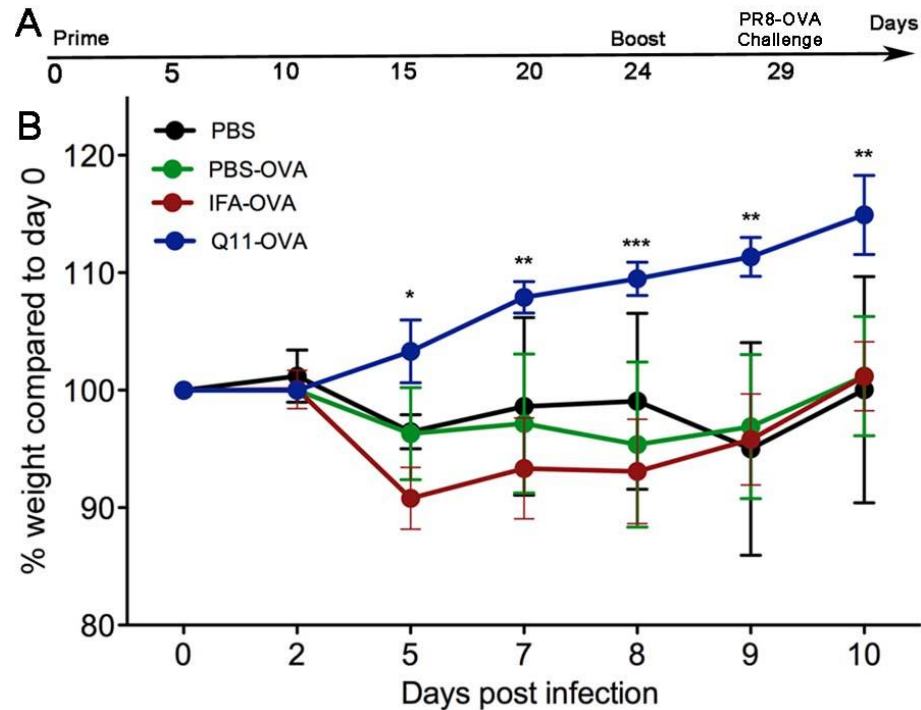 A
Prime
Boost
PR8-OVA
Challenge
Days
0 5 10 15 20 24 29
B
PBS
PBS-OVA
IFA-OVA
Q11-OVA
% weight compared to day 0
120
110
100
90
80
* ** *** ** **
0 2 5 7 8 9 10
Days post infection